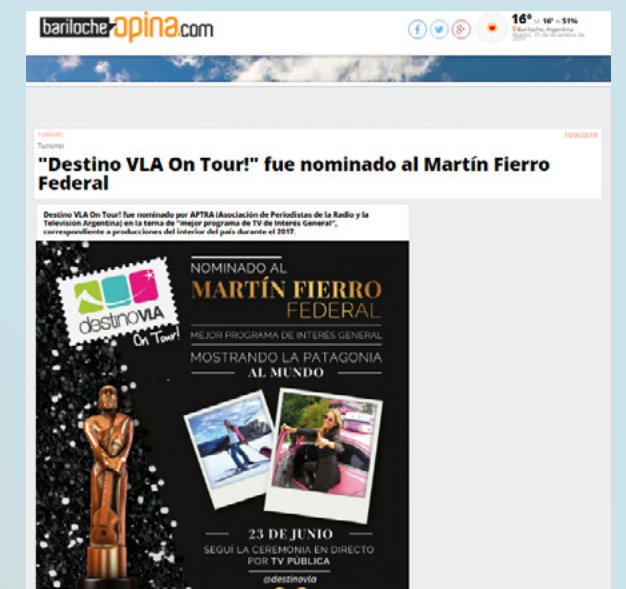 bariloche opina.com
16° 16° 51%
Bariloche, Argentina
TURISMO
18/06/2018
Turismo
"Destino VLA On Tour!" fue nominado al Martín Fierro
Federal
Destino VLA On Tour! fue nominado por APTRA (Asociación de Periodistas de la Radio y la
Televisión Argentina) en la terna de "mejor programa de TV de Interés General",
correspondiente a producciones del interior del país durante el 2017.
destinoVLA
On Tour!
NOMINADO AL
MARTÍN FIERRO
FEDERAL
MEJOR PROGRAMA DE INTERÉS GENERAL
MOSTRANDO LA PATAGONIA
AL MUNDO
23 DE JUNIO
SEGUÍ LA CEREMONIA EN DIRECTO
POR TV PÚBLICA
@destinovla